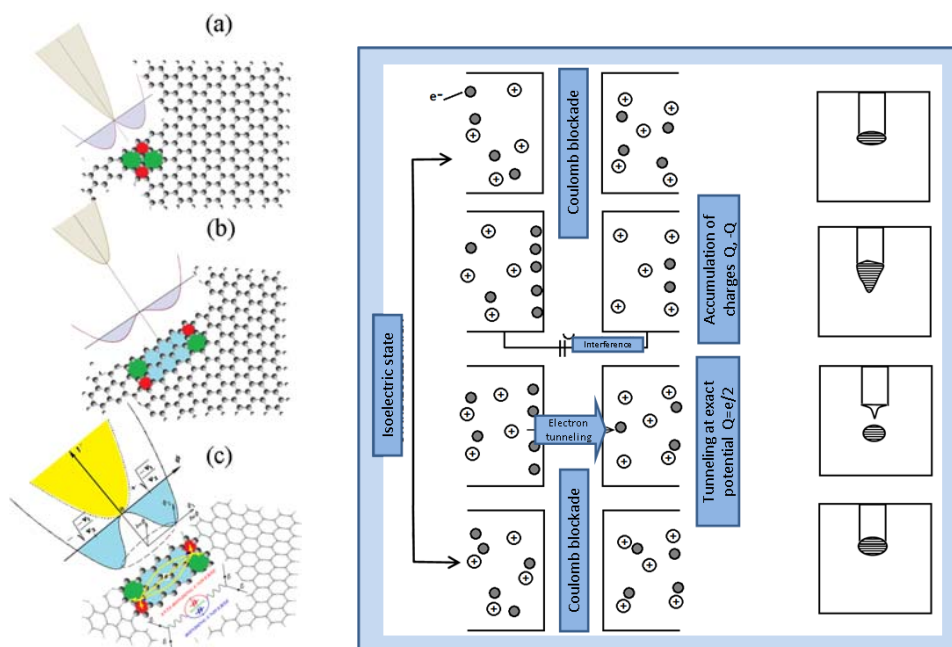 (a)
(b)
(c)
e⁻
Coulomb blockade
Accumulation of
charges Q, -Q
Isoelectric state
Interference
Electron
tunneling
Tunneling at exact
potential Q=e/2
Coulomb blockade